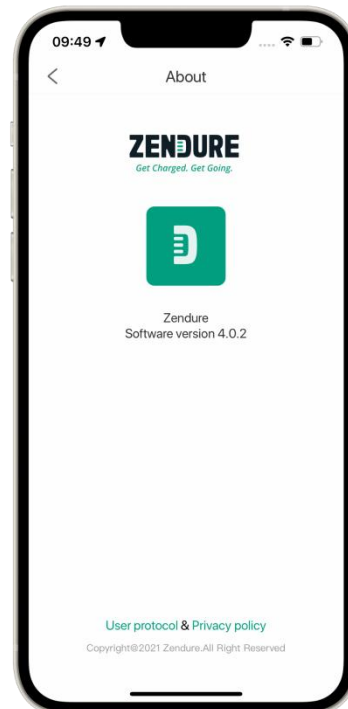 09:49
About
ZENDURE
Get Charged. Get Going.
Zendure
Software version 4.0.2
User protocol & Privacy policy
Copyright@2021 Zendure.All Right Reserved